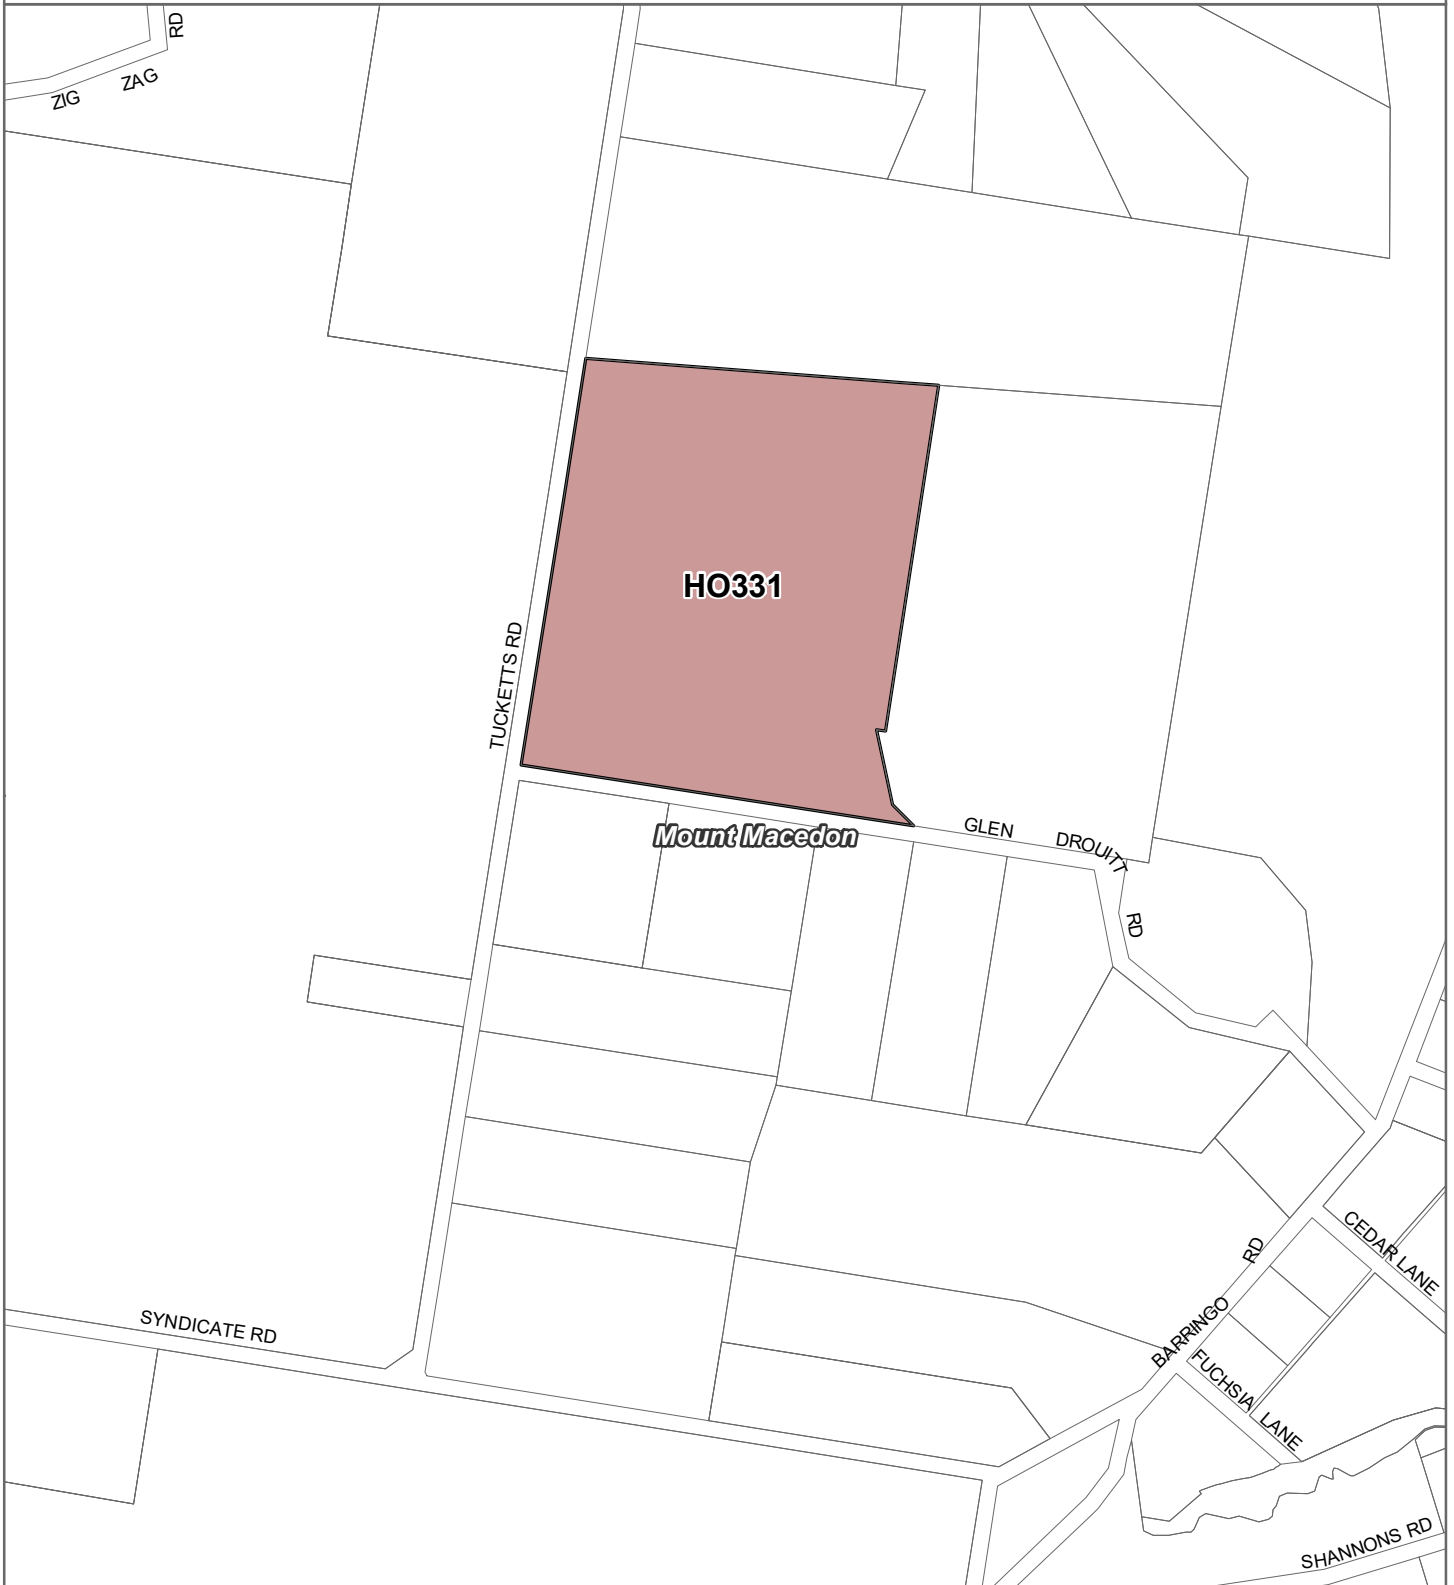 RD
ZAG
ZIG
HO331
TUCKETTS RD
Mount Macedon
GLEN
DROUITT
RD
CEDAR LANE
RD
BARRINGO
SYNDICATE RD
FUCHSIA
LANE
SHANNONS RD